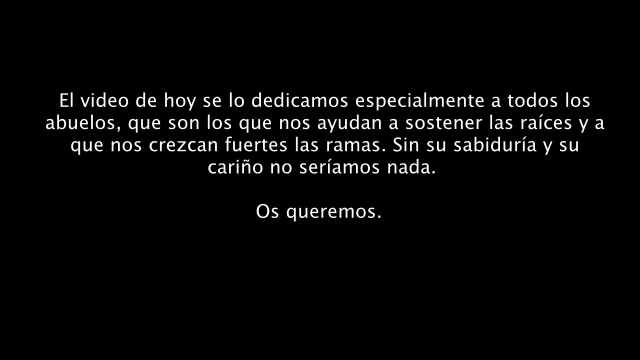 El video de hoy se lo dedicamos especialmente a todos los
abuelos, que son los que nos ayudan a sostener las raíces y a
que nos crezcan fuertes las ramas. Sin su sabiduría y su
cariño no seríamos nada.
Os queremos.